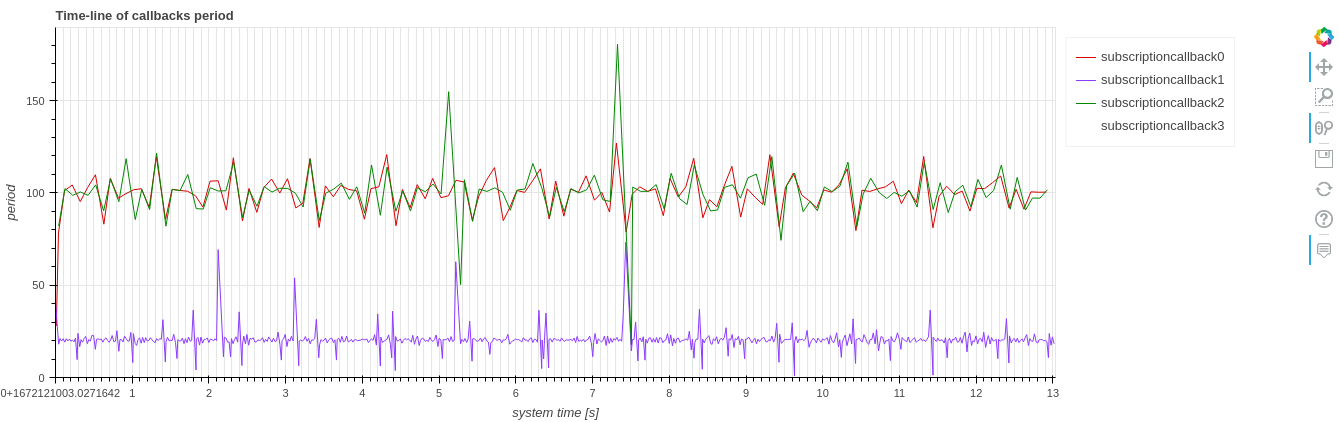 Time-line of callbacks period
subscriptioncallback0
subscriptioncallback1
subscriptioncallback2
subscriptioncallback3
period
150
100
50
0
0+1672121003.0271642 1 2 3 4 5 6 7 8 9 10 11 12 13
system time [s]